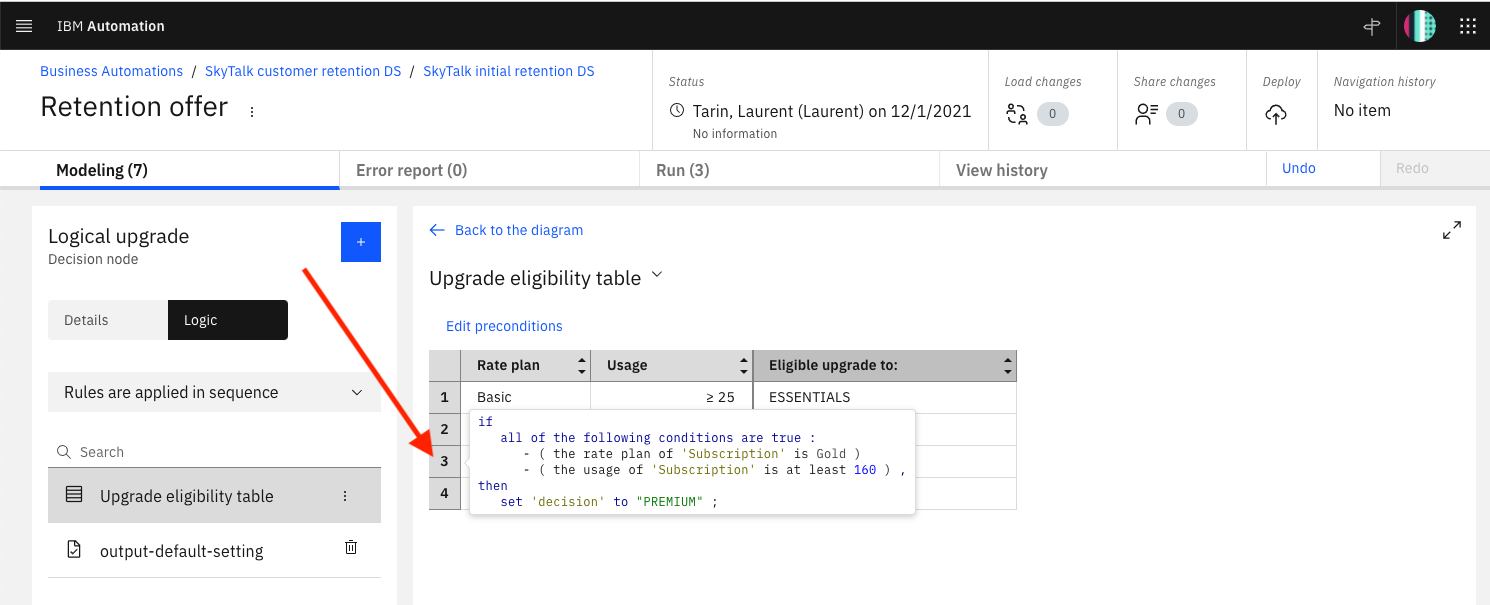 IBM Automation
Business Automations / SkyTalk customer retention DS / SkyTalk initial retention DS
Retention offer
Status
Tarin, Laurent (Laurent) on 12/1/2021
No information
Load changes
0
Share changes
0
Deploy
Navigation history
No item
Modeling (7)
Error report (0)
Run (3)
View history
Undo
Redo
Logical upgrade
Decision node
+
Details
Logic
Rules are applied in sequence
Search
Upgrade eligibility table
output-default-setting
Back to the diagram
Upgrade eligibility table
Edit preconditions
Rate plan Usage Eligible upgrade to:
1 Basic ≥ 25 ESSENTIALS
2
3
4
if
all of the following conditions are true :
- ( the rate plan of 'Subscription' is Gold )
- ( the usage of 'Subscription' is at least 160 ) ,
then
set 'decision' to "PREMIUM" ;